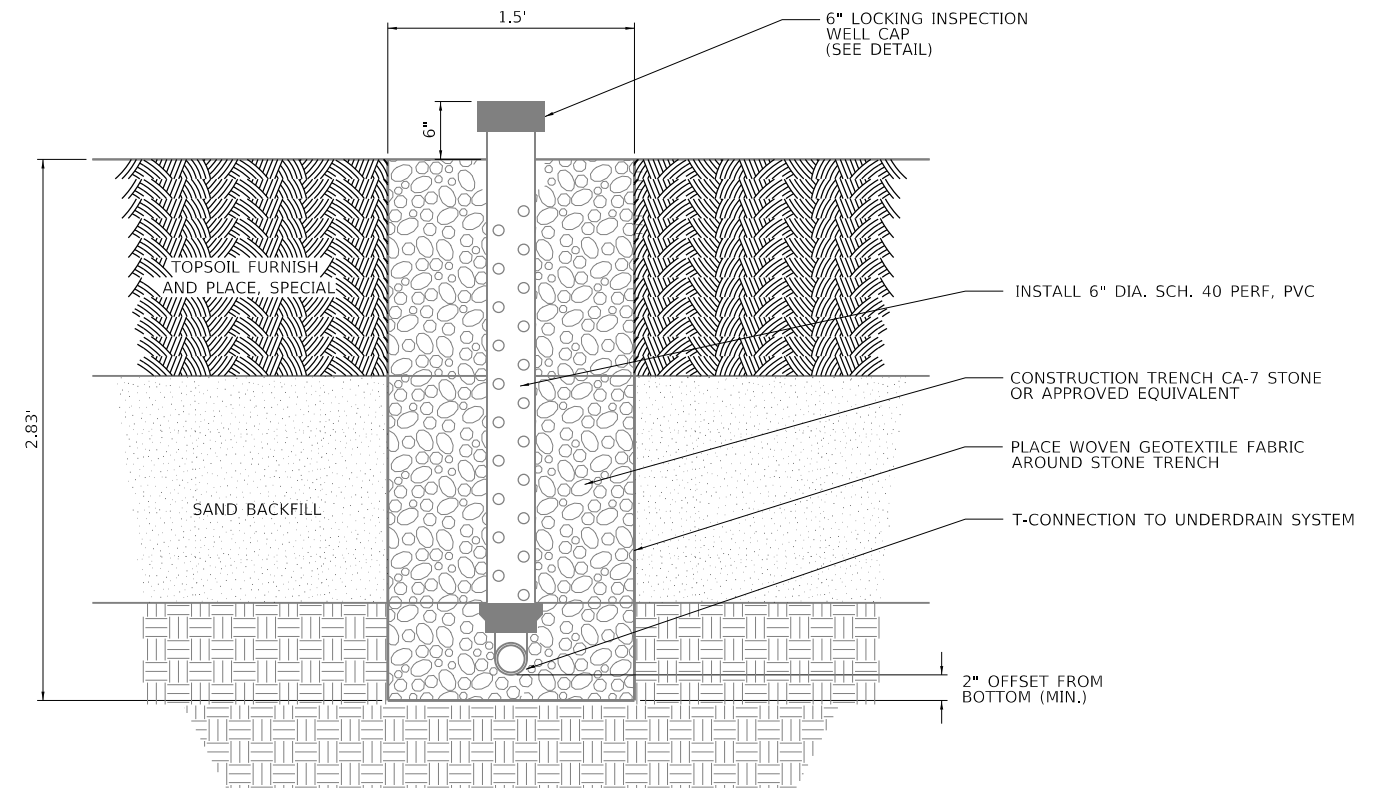 1.5'
6" LOCKING INSPECTION
WELL CAP
(SEE DETAIL)
6"
2.83'
TOPSOIL FURNISH
AND PLACE, SPECIAL
INSTALL 6" DIA. SCH. 40 PERF, PVC
CONSTRUCTION TRENCH CA-7 STONE
OR APPROVED EQUIVALENT
PLACE WOVEN GEOTEXTILE FABRIC
AROUND STONE TRENCH
SAND BACKFILL
T-CONNECTION TO UNDERDRAIN SYSTEM
2" OFFSET FROM
BOTTOM (MIN.)